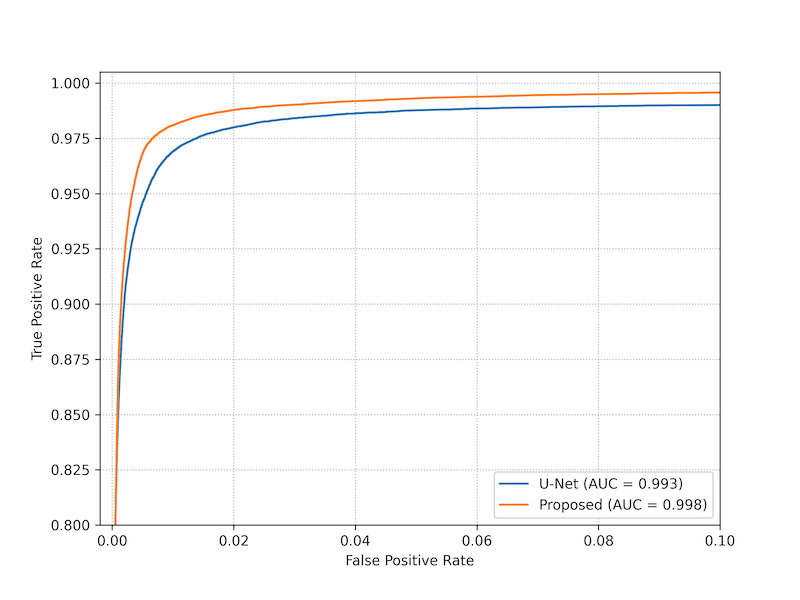 1.000
0.975
0.950
0.925
0.900
0.875
0.850
0.825
0.800
True Positive Rate
0.00 0.02 0.04 0.06 0.08 0.10
False Positive Rate
U-Net (AUC = 0.993)
Proposed (AUC = 0.998)